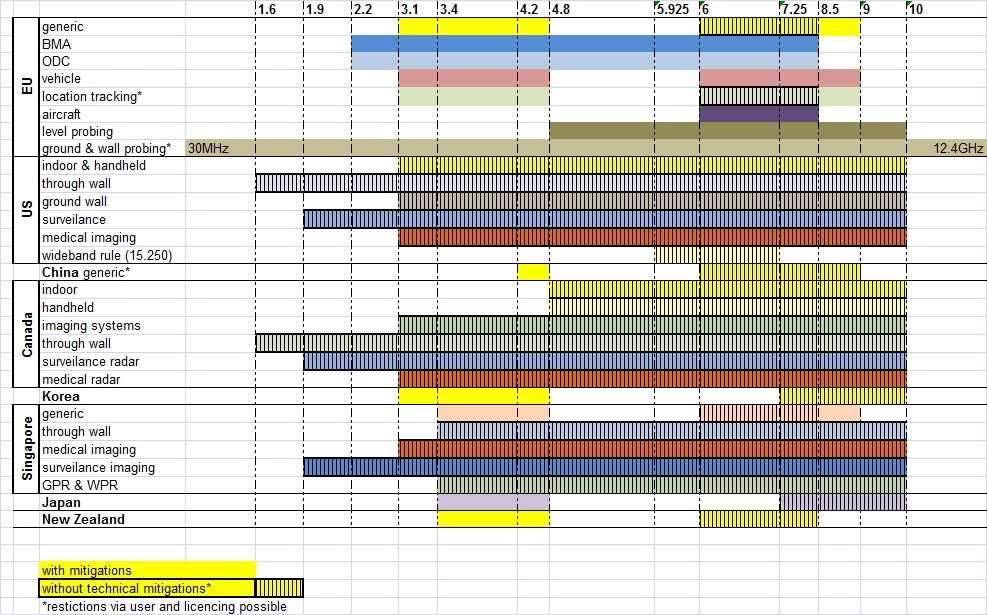 1.6 1.9 2.2 3.1 3.4 4.2 4.8 5.925 6 7.25 8.5 9 10
EU
generic
BMA
ODC
vehicle
location tracking*
aircraft
level probing
ground & wall probing* 30MHz 12.4GHz
US
indoor & handheld
through wall
ground wall
surveilance
medical imaging
wideband rule (15.250)
China generic*
Canada
indoor
handheld
imaging systems
through wall
surveilance radar
medical radar
Korea
Singapore
generic
through wall
medical imaging
surveilance imaging
GPR & WPR
Japan
New Zealand
with mitigations
without technical mitigations*
*restictions via user and licencing possible